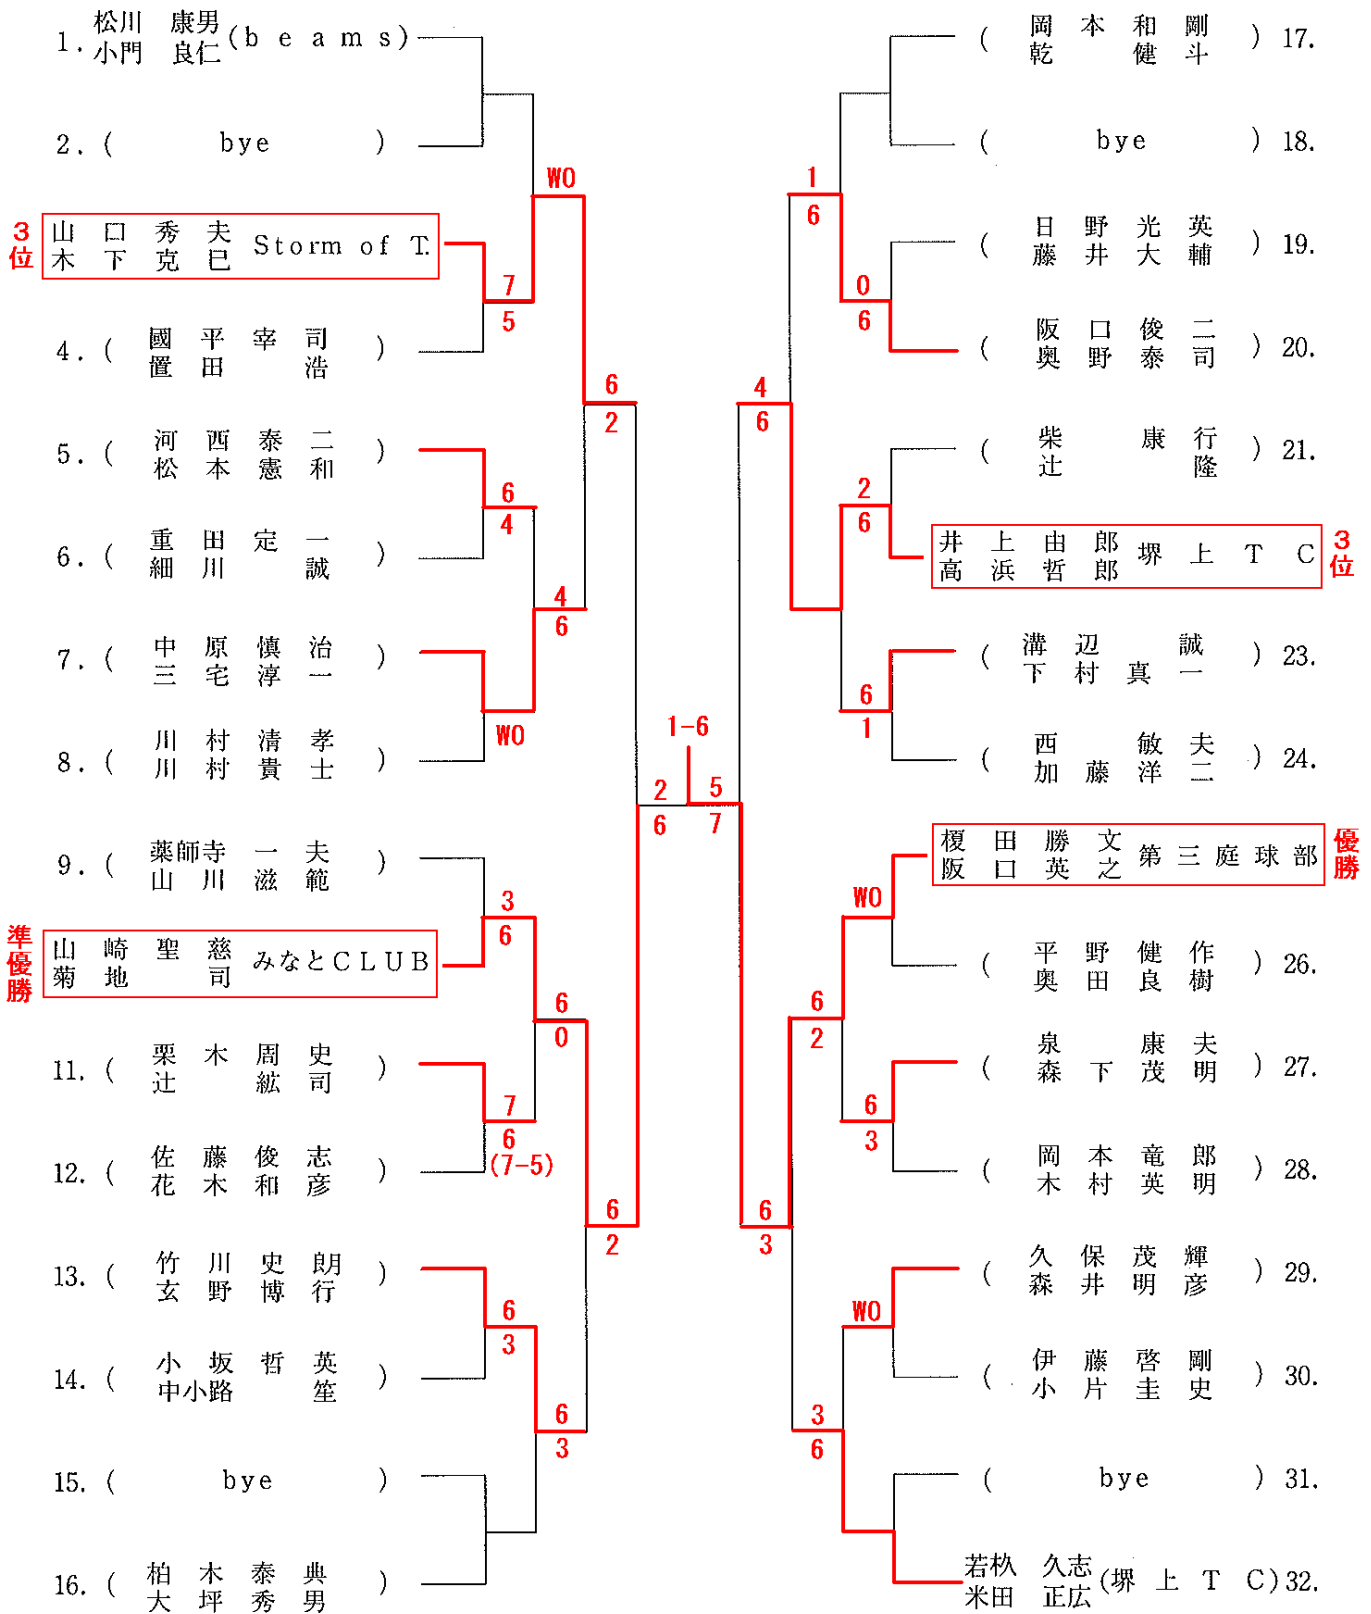 1. 松川 康男 (beams)
小門 良仁
2. ( bye )
3位 山口秀夫 Storm of T.
木下克巳
4. ( 國平宰司 )
置田 浩
5. ( 河西泰二 )
松本憲和
6. ( 重田定一 )
細川 誠
7. ( 中原慎治 )
三宅淳一
8. ( 川村清孝 )
川村貴士
9. ( 薬師寺一夫 )
山川滋範
準優勝 山崎聖慈 みなとCLUB
菊地 司
11. ( 栗木周史 )
辻 紘司
12. ( 佐藤俊志 )
花木和彦
13. ( 竹川史朗 )
玄野博行
14. ( 小坂哲英 )
中小路 笙
15. ( bye )
16. ( 柏木泰典 )
大坪秀男
WO
7
5
6
4
WO
4
6
6
2
3
6
7
6
(7-5)
6
0
6
3
6
3
6
2
2
6
1-6
5
7
1
6
0
6
2
6
6
1
4
6
WO
6
3
6
2
WO
3
6
6
3
( 岡本和剛 ) 17.
乾 健斗
( bye ) 18.
( 日野光英 ) 19.
藤井大輔
( 阪口俊二 ) 20.
奥野泰司
( 柴 康行 ) 21.
辻 隆
井上由郎 堺上TC 3位
高浜哲郎
( 溝辺 誠 ) 23.
下村真一
( 西 敏夫 ) 24.
加藤洋二
榎田勝文 第三庭球部 優勝
阪口英之
( 平野健作 ) 26.
奥田良樹
( 泉 康夫 ) 27.
森下茂明
( 岡本竜郎 ) 28.
木村英明
( 久保茂輝 ) 29.
森井明彦
( 伊藤啓剛 ) 30.
小片圭史
( bye ) 31.
若杦 久志 (堺上TC) 32.
米田 正広